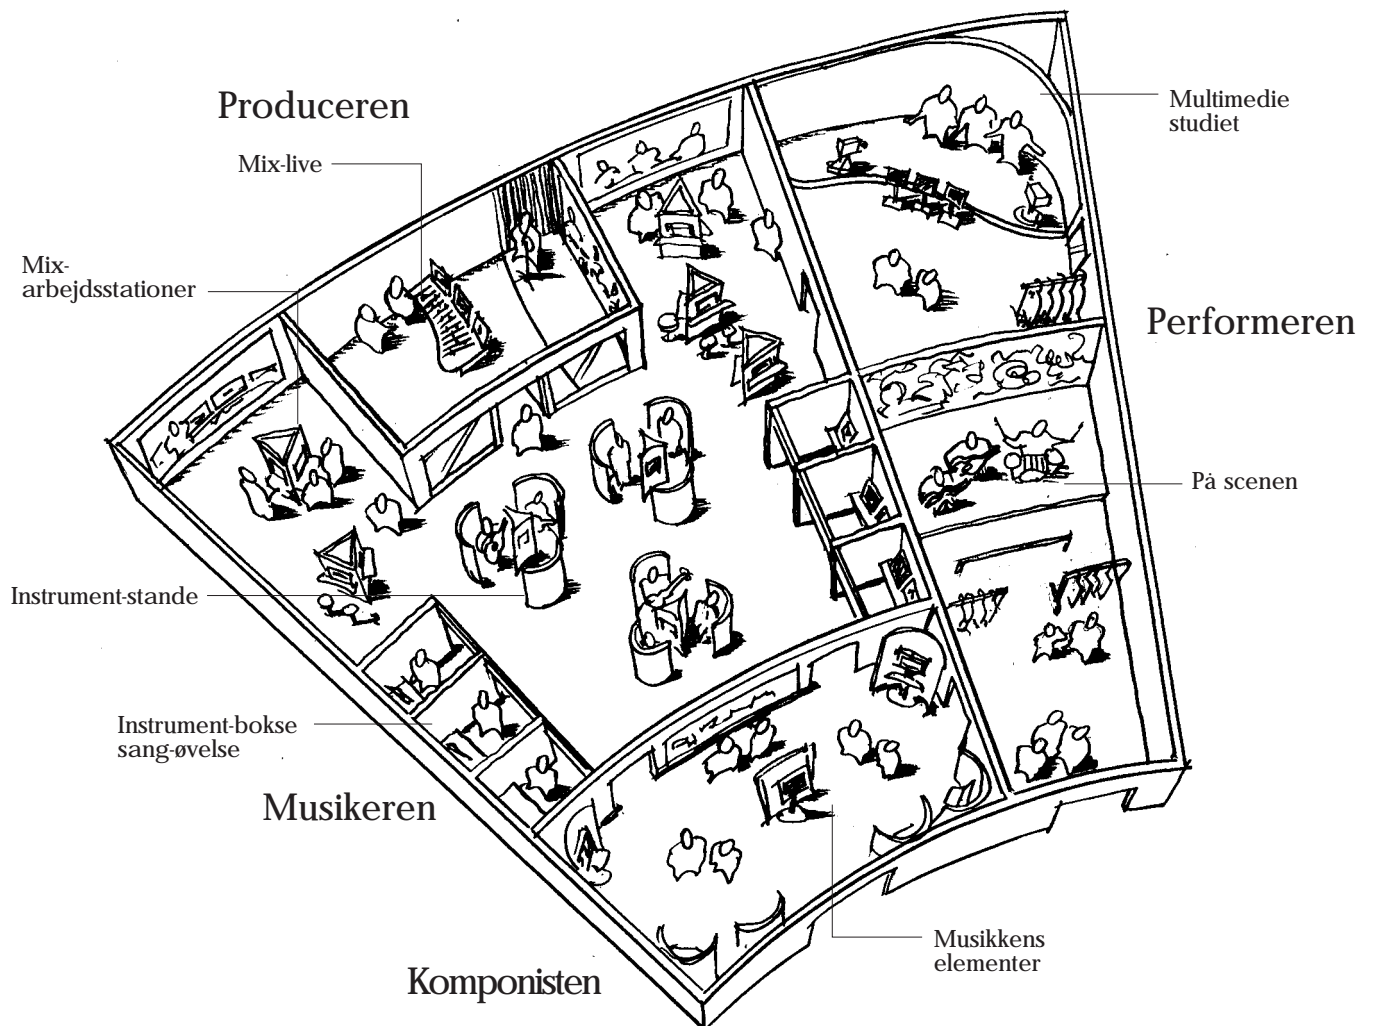 Produceren
Mix-live
Mix-
arbejdsstationer
Multimedie
studiet
Performeren
På scenen
Instrument-stande
Instrument-bokse
sang-øvelse
Musikeren
Musikkens
elementer
Komponisten